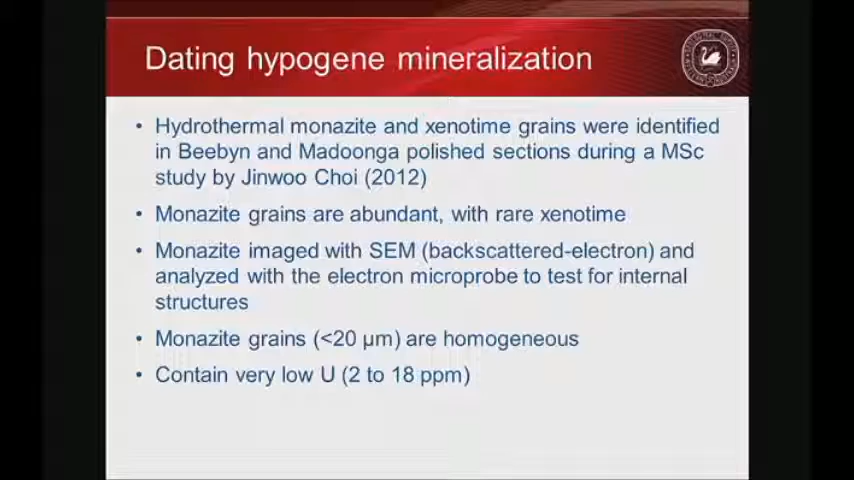 Dating hypogene mineralization
• Hydrothermal monazite and xenotime grains were identified
in Beebyn and Madoonga polished sections during a MSc
study by Jinwoo Choi (2012)
• Monazite grains are abundant, with rare xenotime
• Monazite imaged with SEM (backscattered-electron) and
analyzed with the electron microprobe to test for internal
structures
• Monazite grains (<20 µm) are homogeneous
• Contain very low U (2 to 18 ppm)